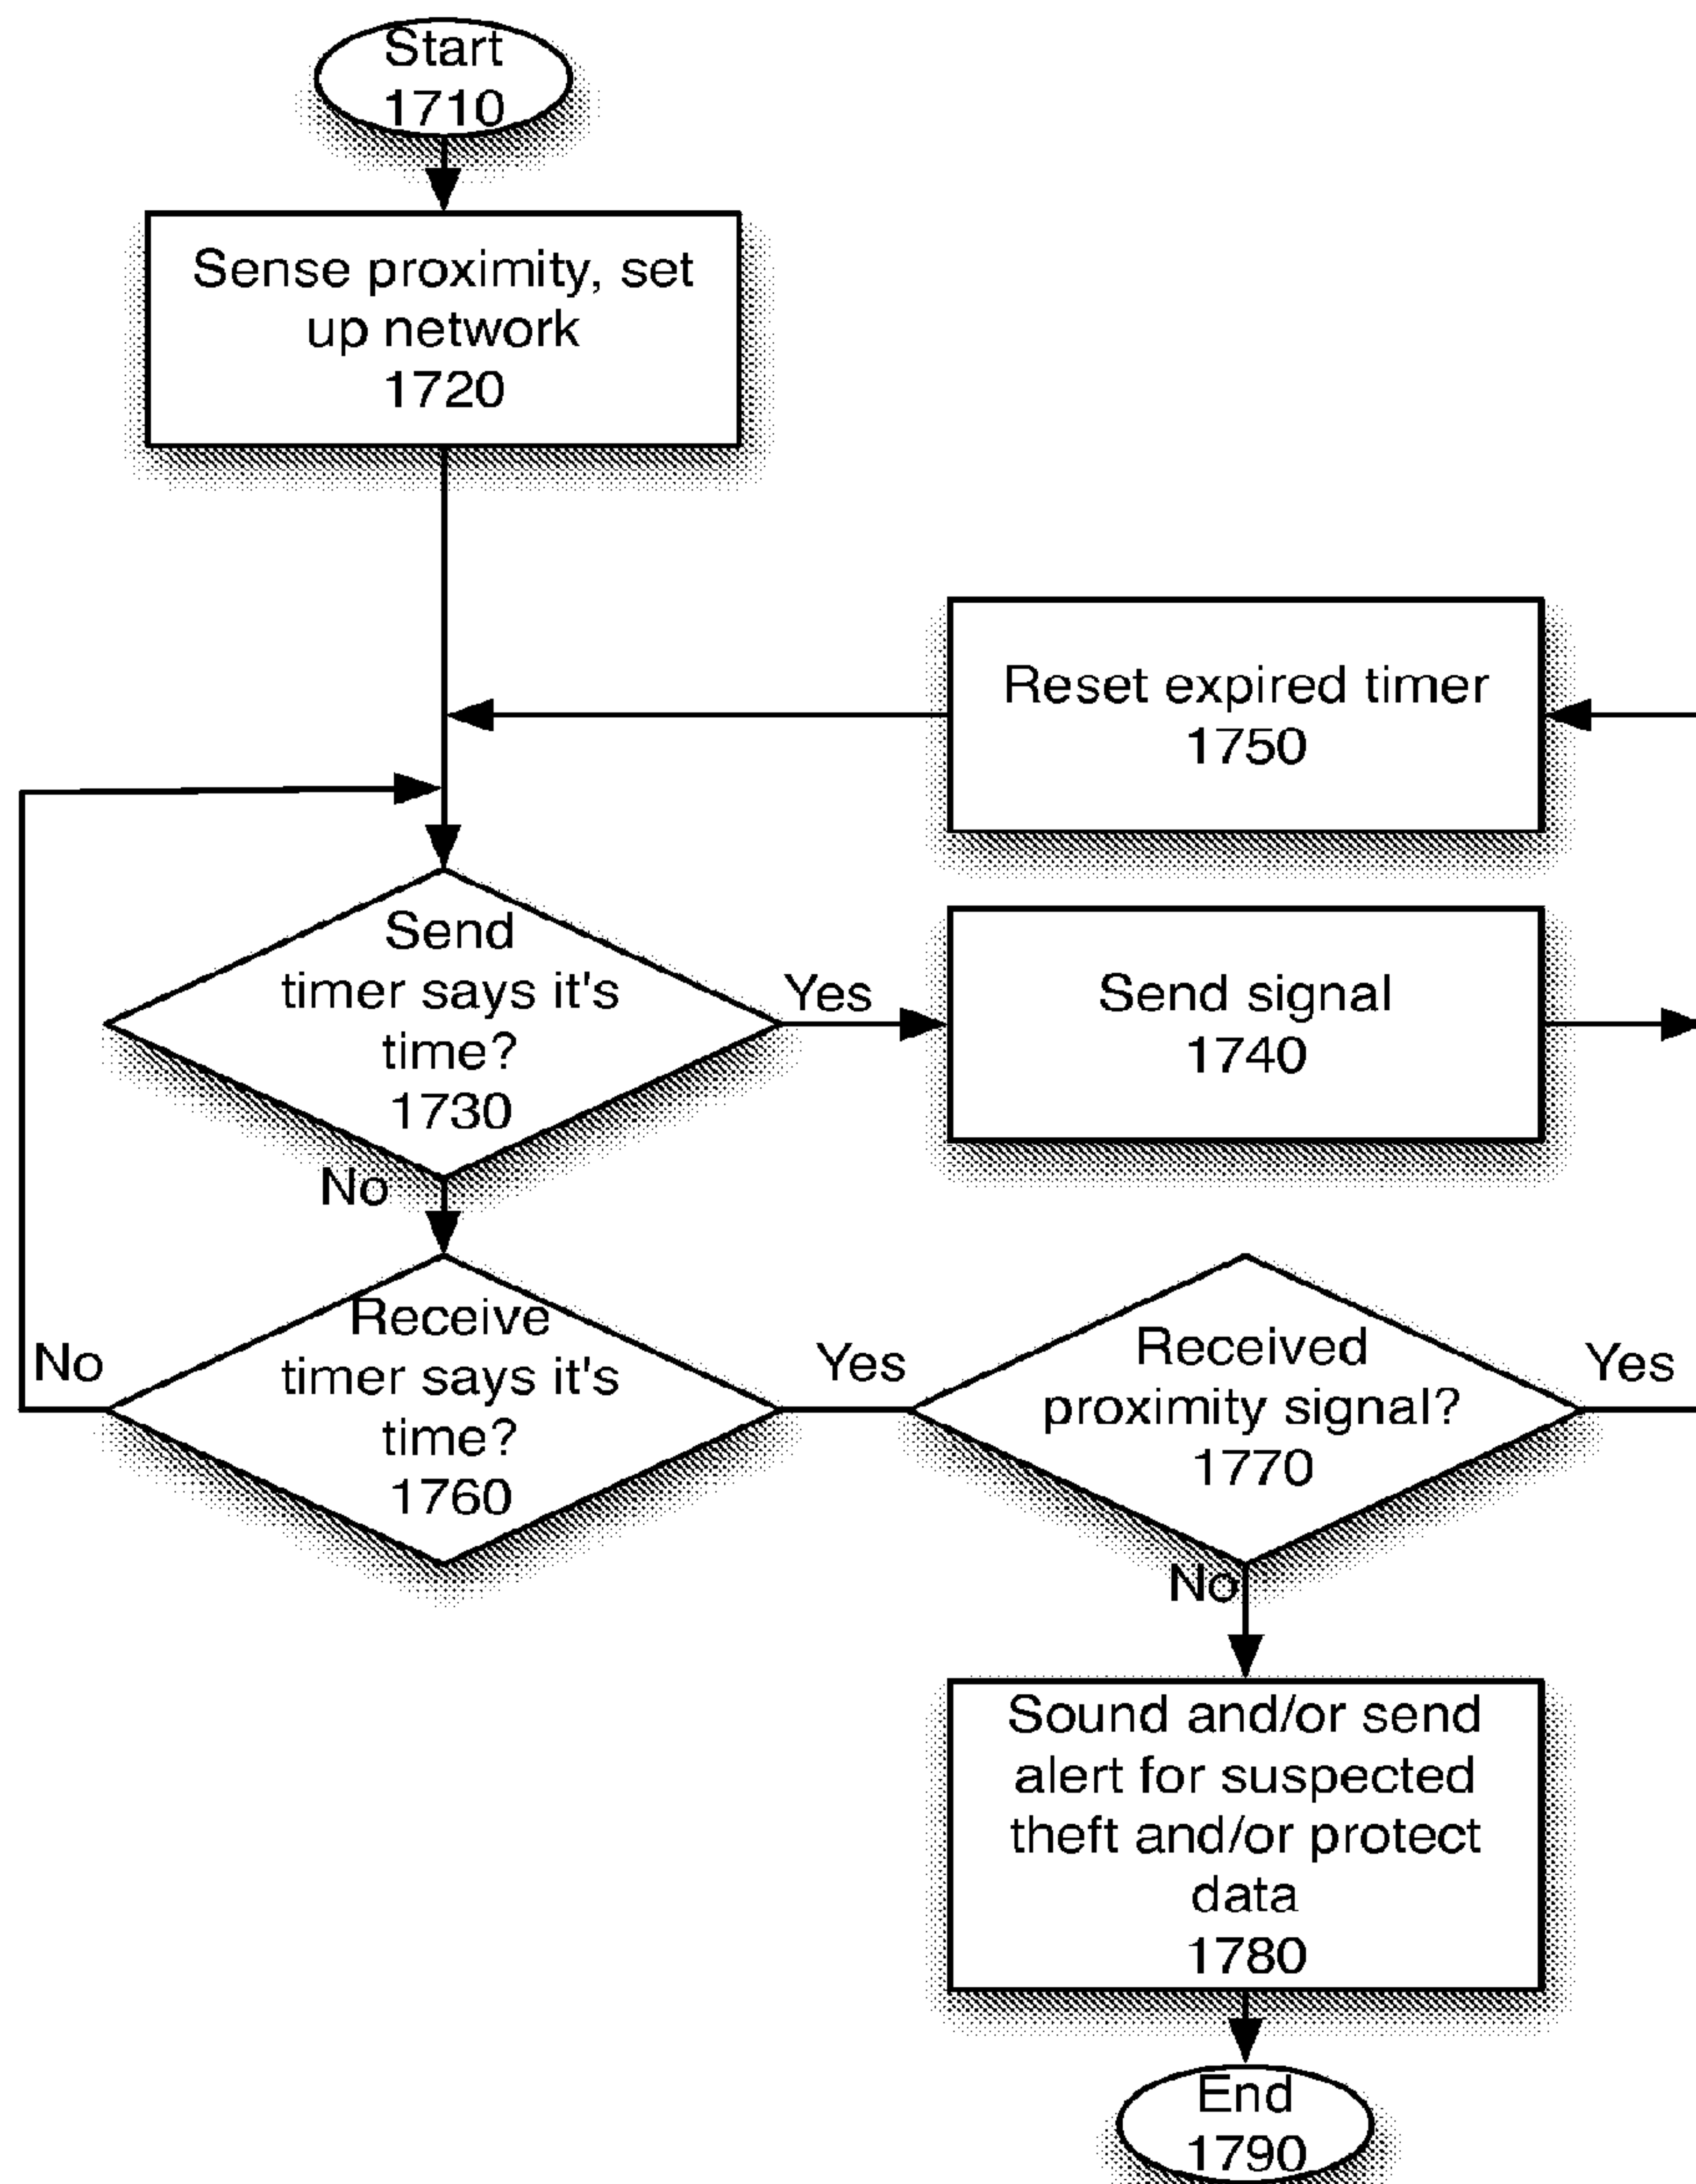 Start
1710
Sense proximity, set
up network
1720
Reset expired timer
1750
Send
timer says it's
time?
1730
Yes
Send signal
1740
No
Receive
timer says it's
time?
1760
No
Yes
Received
proximity signal?
1770
Yes
No
Sound and/or send
alert for suspected
theft and/or protect
data
1780
End
1790